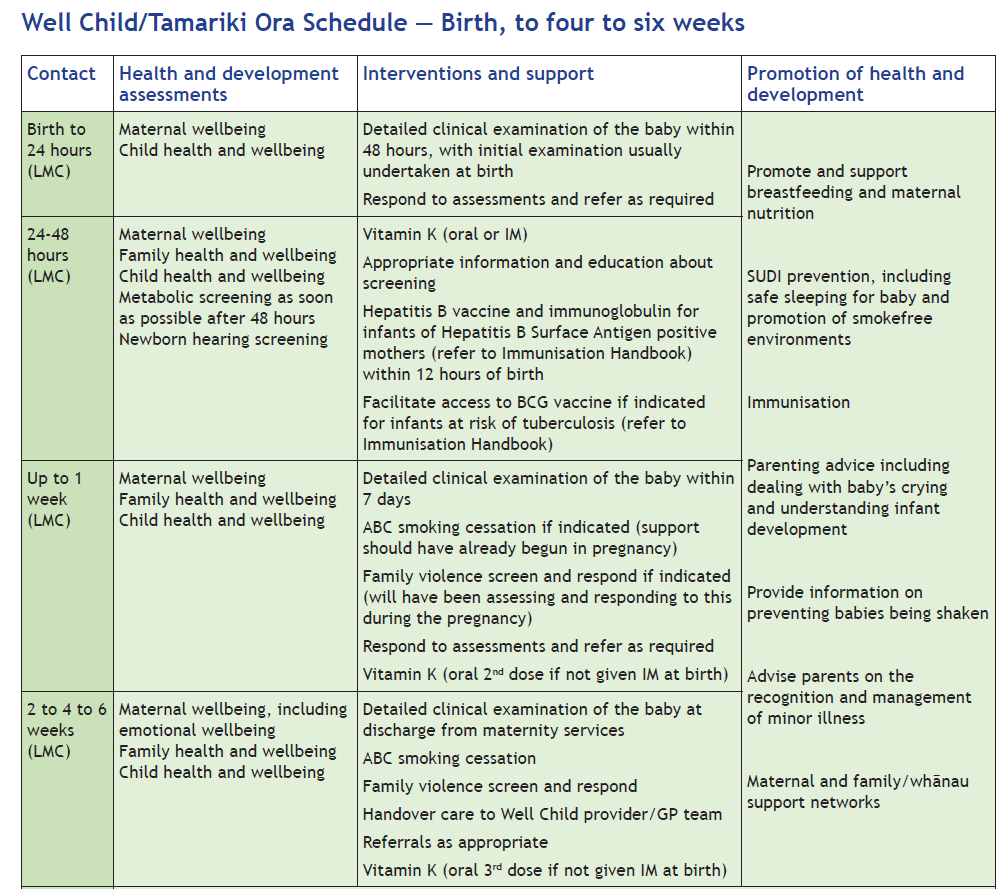 Well Child/Tamariki Ora Schedule — Birth, to four to six weeks
Contact
Health and development
assessments
Interventions and support
Promotion of health and
development
Birth to
24 hours
(LMC)
Maternal wellbeing
Child health and wellbeing
Detailed clinical examination of the baby within
48 hours, with initial examination usually
undertaken at birth
Respond to assessments and refer as required
24-48
hours
(LMC)
Maternal wellbeing
Family health and wellbeing
Child health and wellbeing
Metabolic screening as soon
as possible after 48 hours
Newborn hearing screening
Vitamin K (oral or IM)
Appropriate information and education about
screening
Hepatitis B vaccine and immunoglobulin for
infants of Hepatitis B Surface Antigen positive
mothers (refer to Immunisation Handbook)
within 12 hours of birth
Facilitate access to BCG vaccine if indicated
for infants at risk of tuberculosis (refer to
Immunisation Handbook)
Up to 1
week
(LMC)
Maternal wellbeing
Family health and wellbeing
Child health and wellbeing
Detailed clinical examination of the baby within
7 days
ABC smoking cessation if indicated (support
should have already begun in pregnancy)
Family violence screen and respond if indicated
(will have been assessing and responding to this
during the pregnancy)
Respond to assessments and refer as required
Vitamin K (oral 2nd dose if not given IM at birth)
2 to 4 to 6
weeks
(LMC)
Maternal wellbeing, including
emotional wellbeing
Family health and wellbeing
Child health and wellbeing
Detailed clinical examination of the baby at
discharge from maternity services
ABC smoking cessation
Family violence screen and respond
Handover care to Well Child provider/GP team
Referrals as appropriate
Vitamin K (oral 3rd dose if not given IM at birth)
Promote and support
breastfeeding and maternal
nutrition
SUDI prevention, including
safe sleeping for baby and
promotion of smokefree
environments
Immunisation
Parenting advice including
dealing with baby’s crying
and understanding infant
development
Provide information on
preventing babies being shaken
Advise parents on the
recognition and management
of minor illness
Maternal and family/whānau
support networks